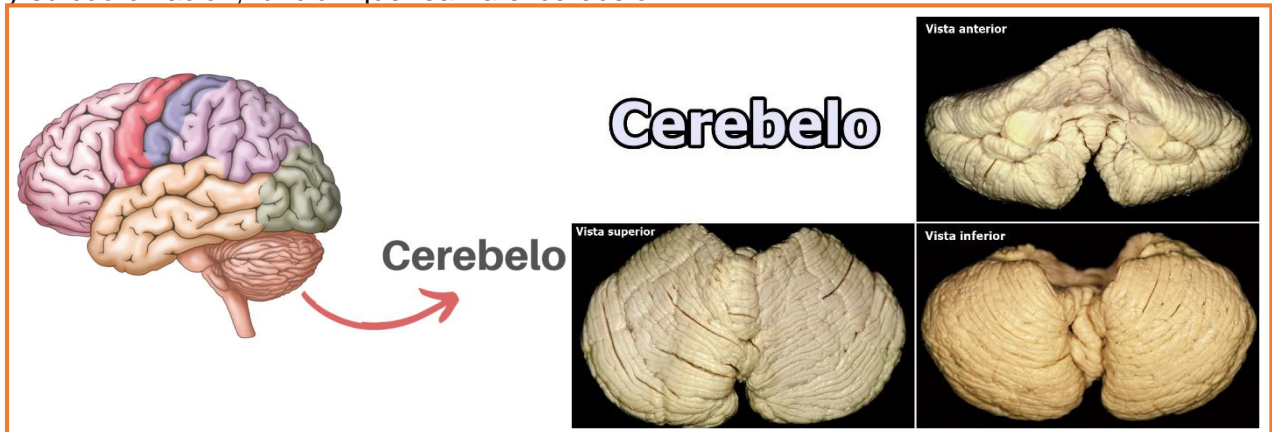 Cerebelo
Cerebelo
Vista anterior
Vista superior
Vista inferior